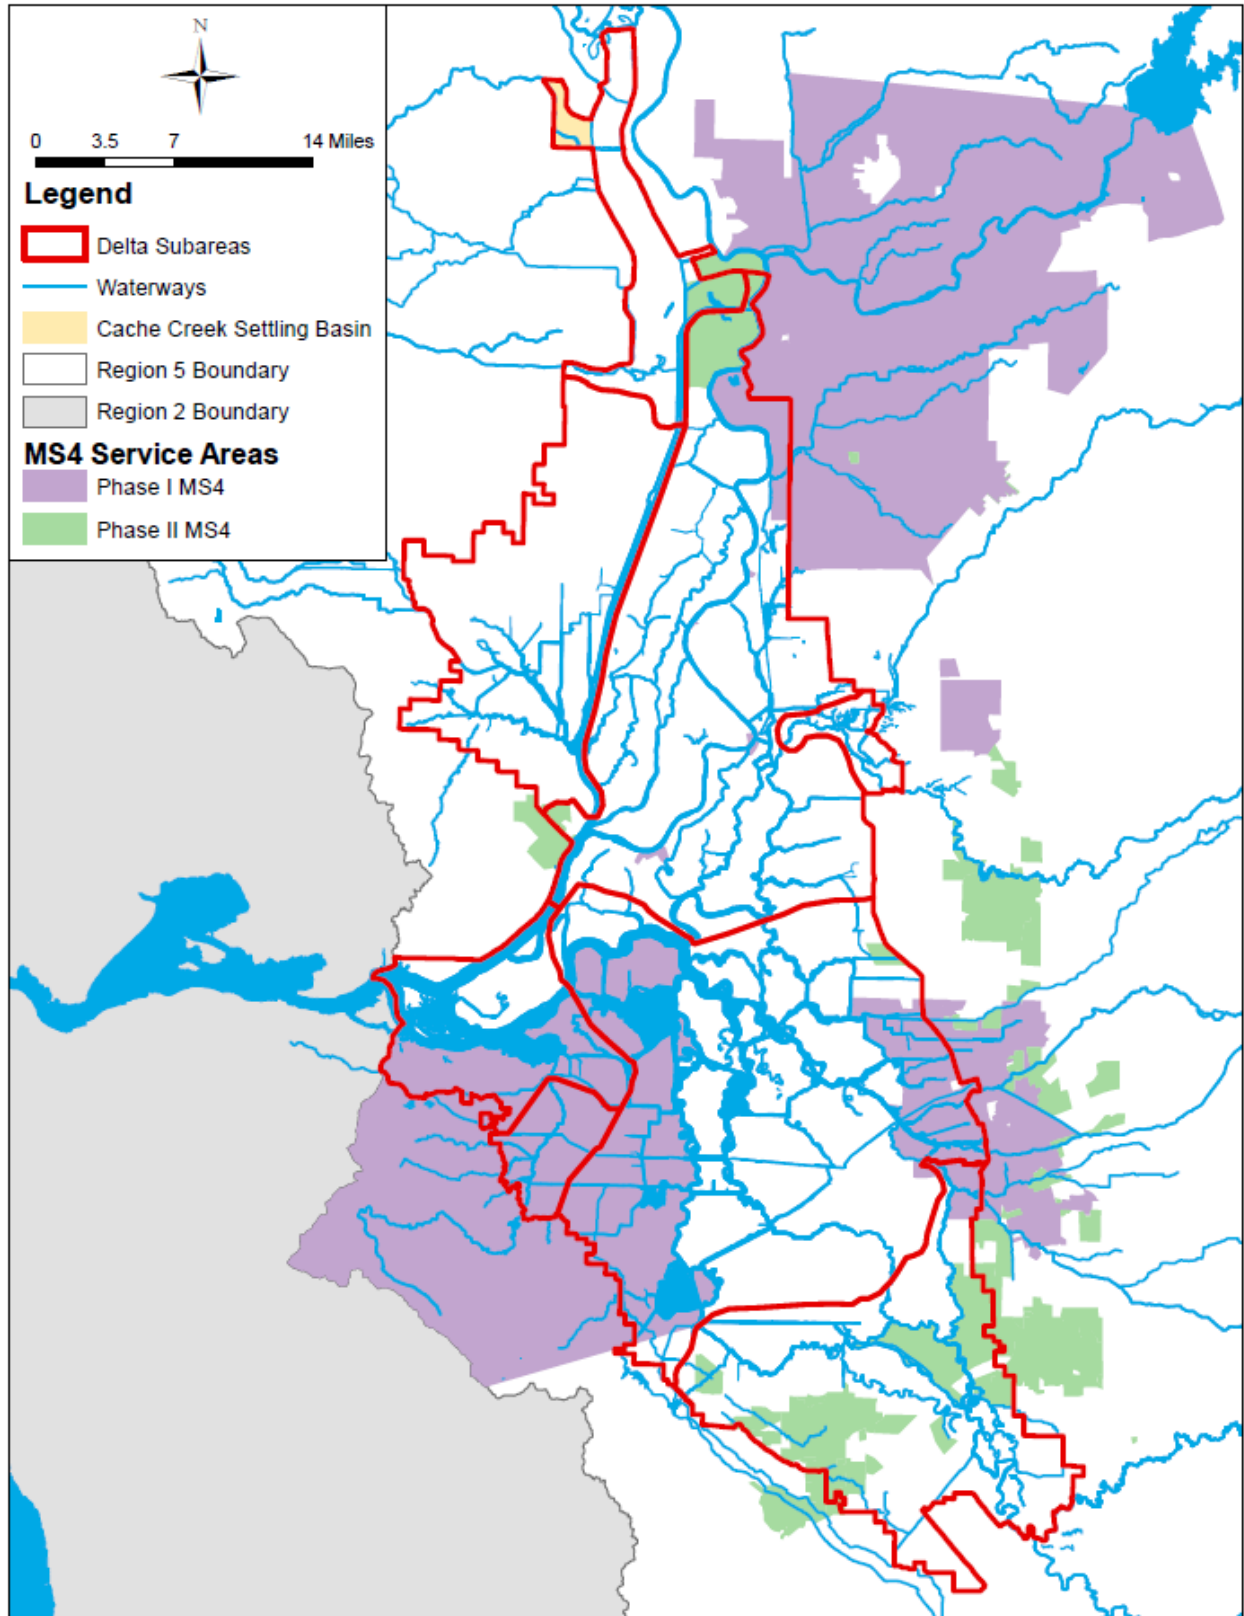 N
0 3.5 7 14 Miles
Legend
Delta Subareas
Waterways
Cache Creek Settling Basin
Region 5 Boundary
Region 2 Boundary
MS4 Service Areas
Phase I MS4
Phase II MS4